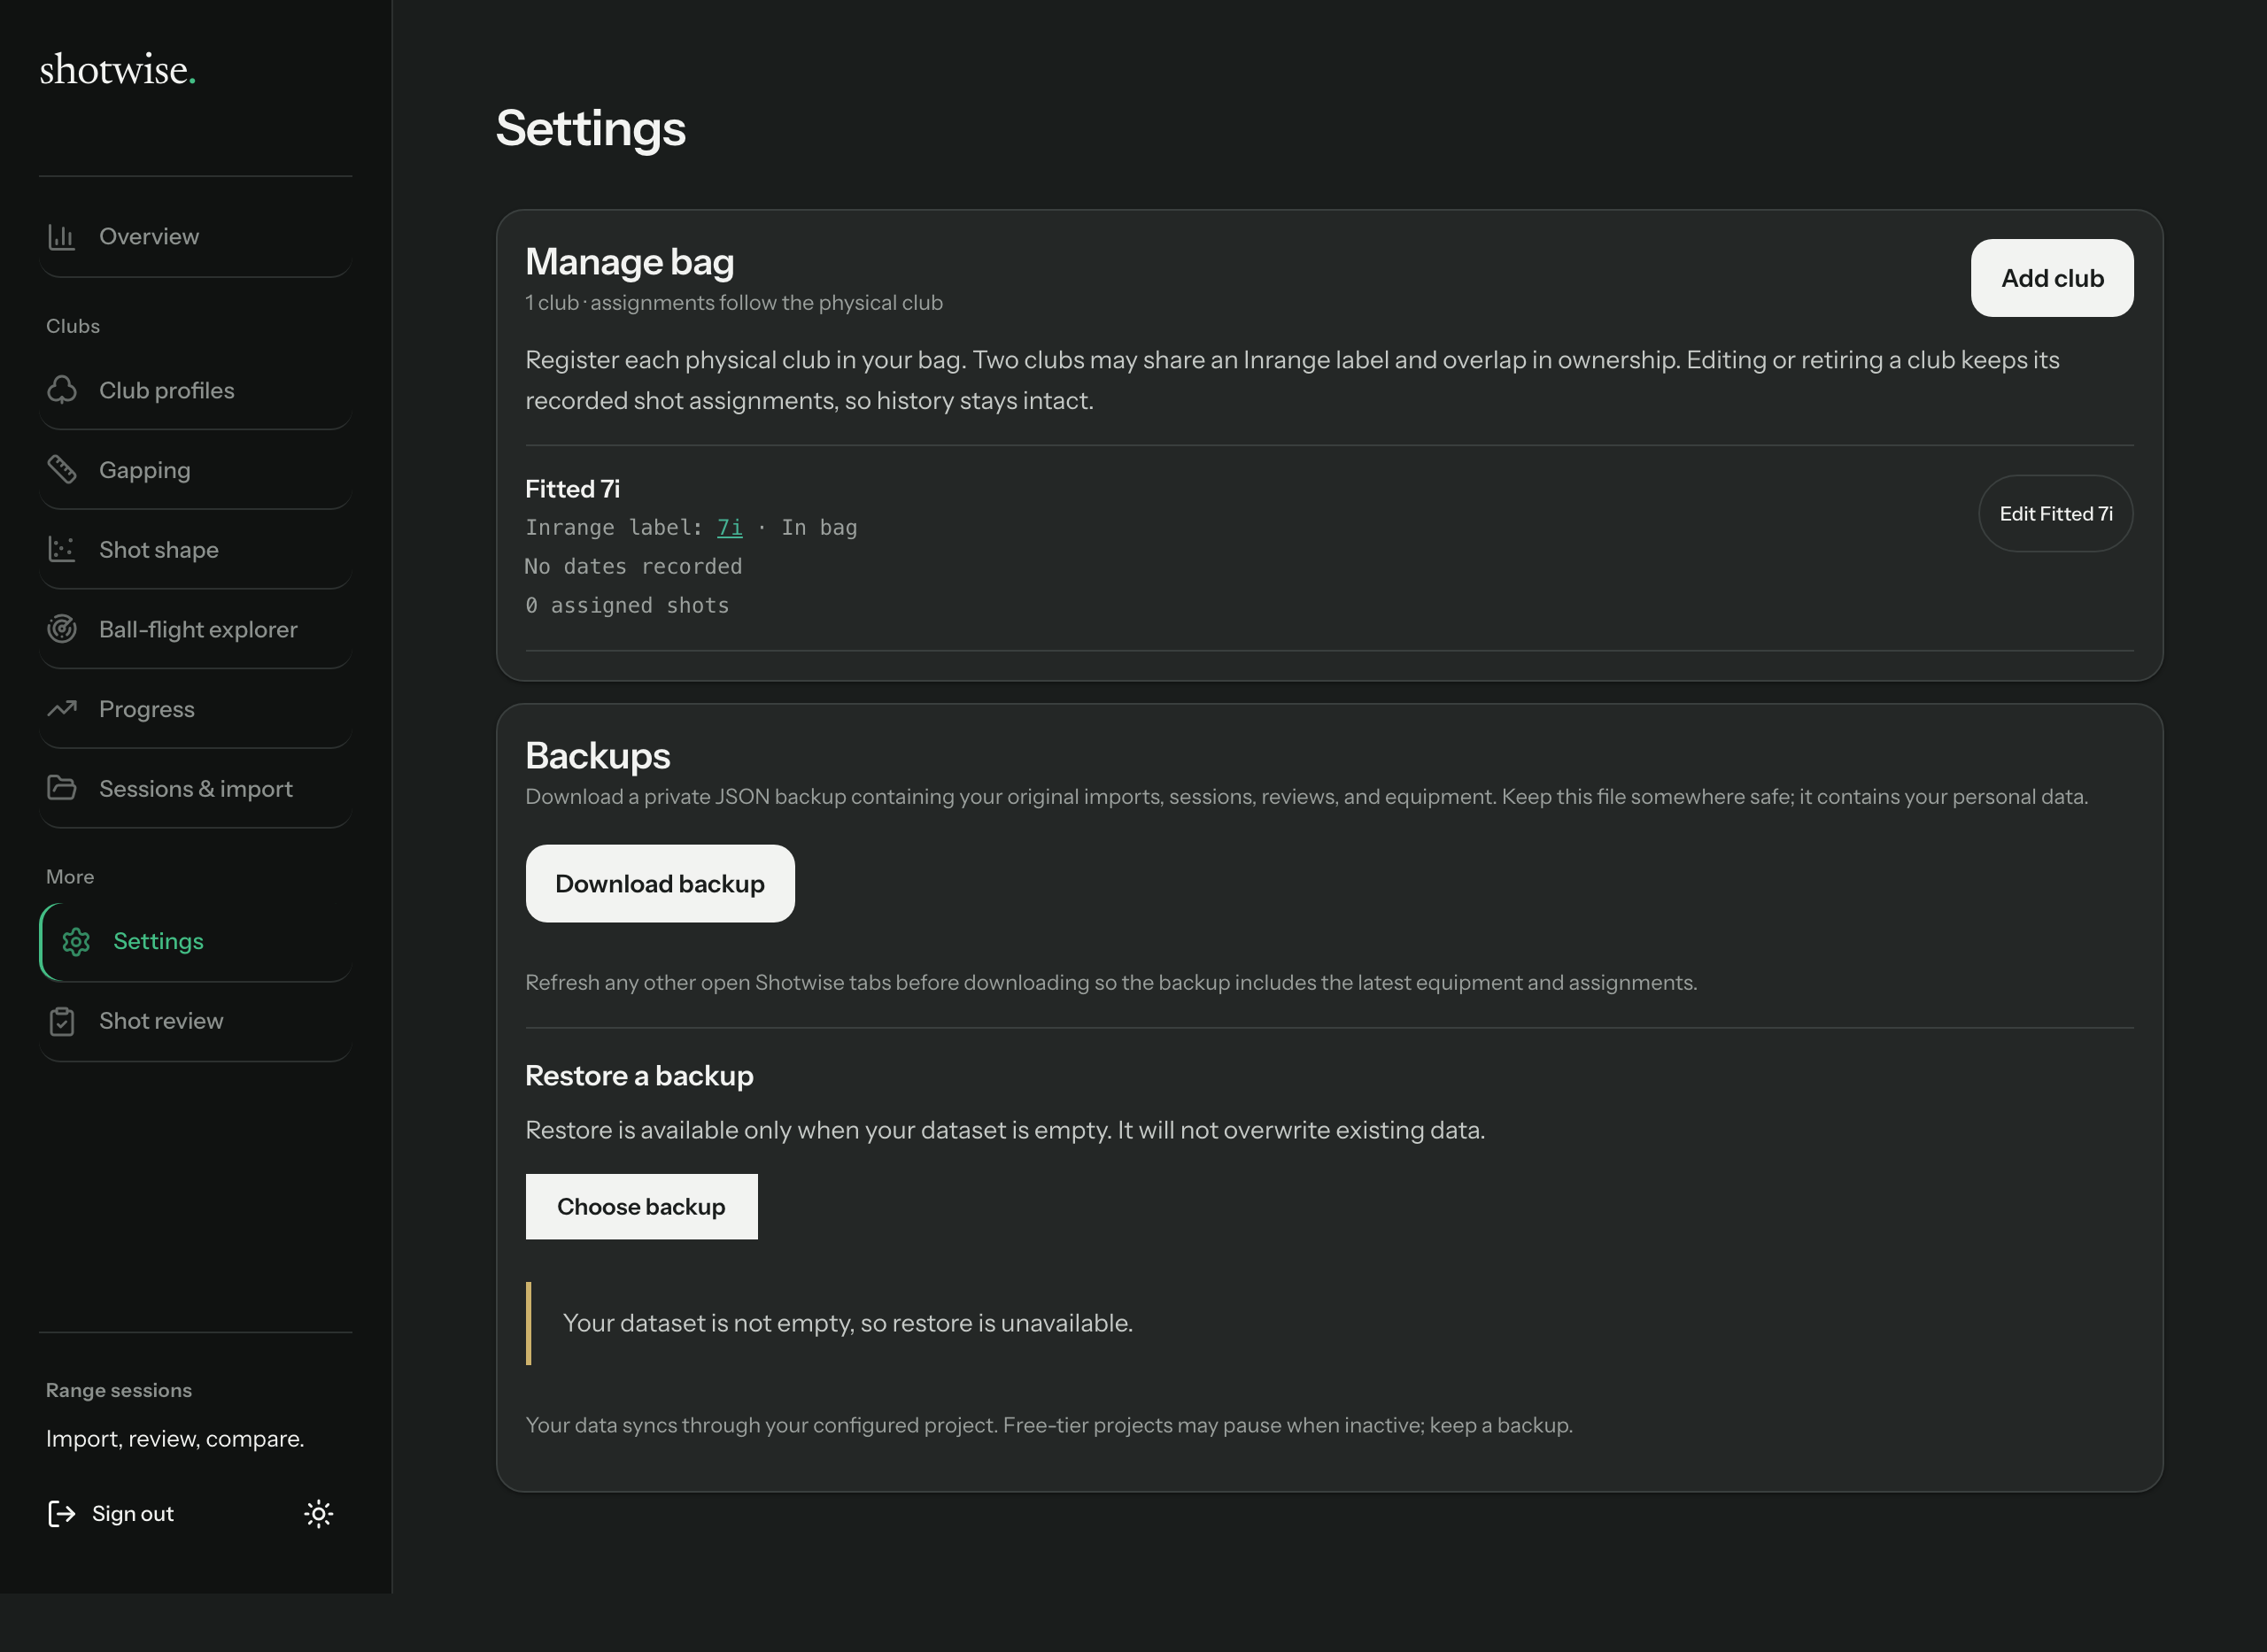 shotwise.
Overview
Clubs
Club profiles
Gapping
Shot shape
Ball-flight explorer
Progress
Sessions & import
More
Settings
Shot review
Range sessions
Import, review, compare.
Sign out
Settings
Manage bag
1 club · assignments follow the physical club
Add club
Register each physical club in your bag. Two clubs may share an Inrange label and overlap in ownership. Editing or retiring a club keeps its
recorded shot assignments, so history stays intact.
Fitted 7i
Inrange label: 7i · In bag
No dates recorded
0 assigned shots
Edit Fitted 7i
Backups
Download a private JSON backup containing your original imports, sessions, reviews, and equipment. Keep this file somewhere safe; it contains your personal data.
Download backup
Refresh any other open Shotwise tabs before downloading so the backup includes the latest equipment and assignments.
Restore a backup
Restore is available only when your dataset is empty. It will not overwrite existing data.
Choose backup
Your dataset is not empty, so restore is unavailable.
Your data syncs through your configured project. Free-tier projects may pause when inactive; keep a backup.